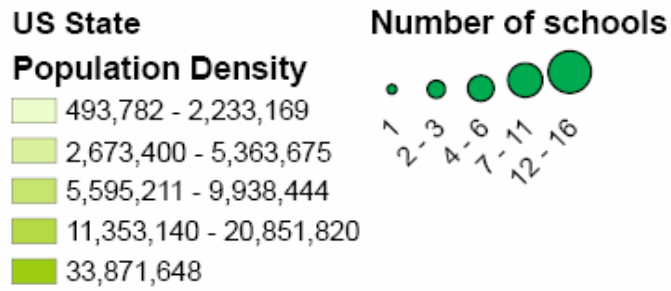 US State
Population Density
493,782 - 2,233,169
2,673,400 - 5,363,675
5,595,211 - 9,938,444
11,353,140 - 20,851,820
33,871,648
Number of schools
1
2 - 3
4 - 6
7 - 11
12 - 16